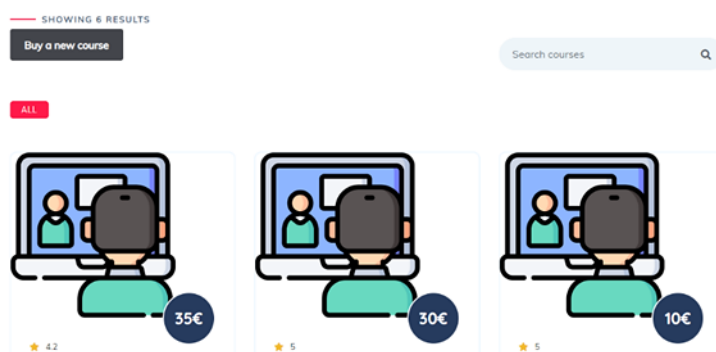 SHOWING 6 RESULTS
Buy a new course
Search courses
ALL
35€
30€
10€
4.2
5
5